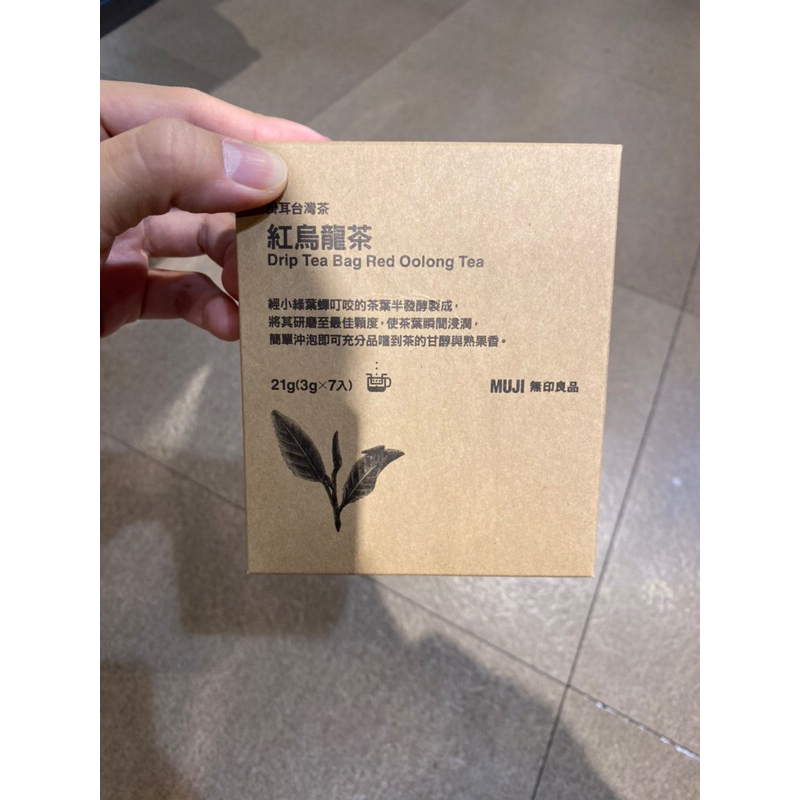 掛耳台灣茶
紅烏龍茶
Drip Tea Bag Red Oolong Tea
經小綠葉蟬叮咬的茶葉半發酵製成，
將其研磨至最佳顆度，使茶葉瞬間浸潤，
簡單沖泡即可充分品嚐到茶的甘醇與熟果香。
21g(3g×7入)
MUJI 無印良品